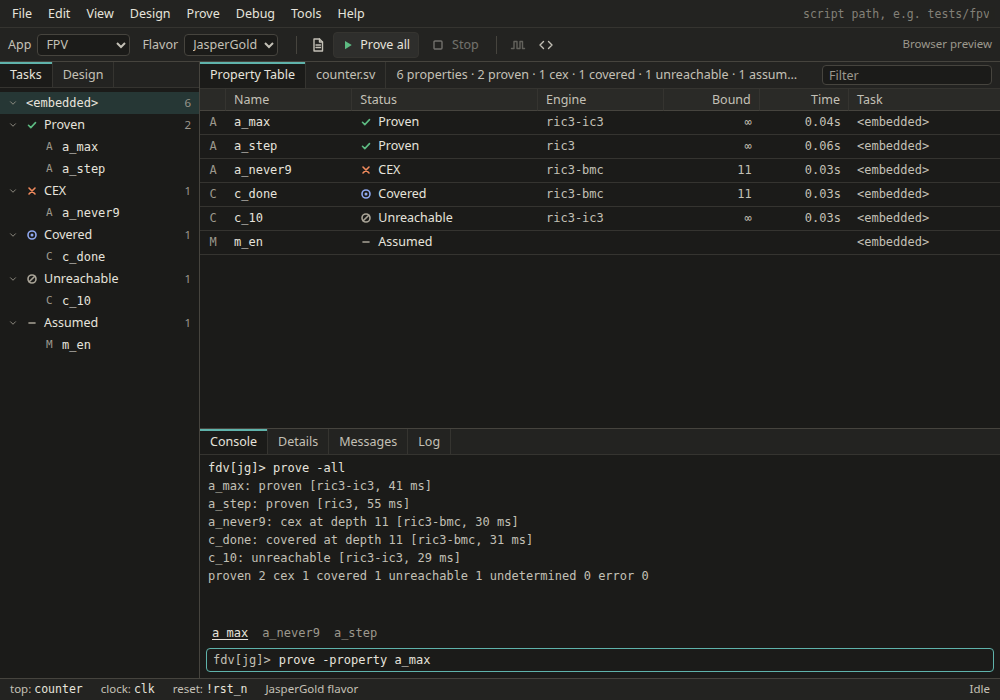 File Edit View Design Prove Debug Tools Help script path, e.g. tests/fpv
App FPV Flavor JasperGold Prove all Stop Browser preview
Tasks Design
<embedded> 6
Proven 2
A a_max
A a_step
CEX 1
A a_never9
Covered 1
C c_done
Unreachable 1
C c_10
Assumed 1
M m_en
Property Table counter.sv 6 properties · 2 proven · 1 cex · 1 covered · 1 unreachable · 1 assum... Filter
Name Status Engine Bound Time Task
A a_max Proven ric3-ic3 ∞ 0.04s <embedded>
A a_step Proven ric3 ∞ 0.06s <embedded>
A a_never9 CEX ric3-bmc 11 0.03s <embedded>
C c_done Covered ric3-bmc 11 0.03s <embedded>
C c_10 Unreachable ric3-ic3 ∞ 0.03s <embedded>
M m_en Assumed <embedded>
Console Details Messages Log
fdv[jg]> prove -all
a_max: proven [ric3-ic3, 41 ms]
a_step: proven [ric3, 55 ms]
a_never9: cex at depth 11 [ric3-bmc, 30 ms]
c_done: covered at depth 11 [ric3-bmc, 31 ms]
c_10: unreachable [ric3-ic3, 29 ms]
proven 2 cex 1 covered 1 unreachable 1 undetermined 0 error 0
a_max a_never9 a_step
fdv[jg]> prove -property a_max
top: counter clock: clk reset: !rst_n JasperGold flavor Idle